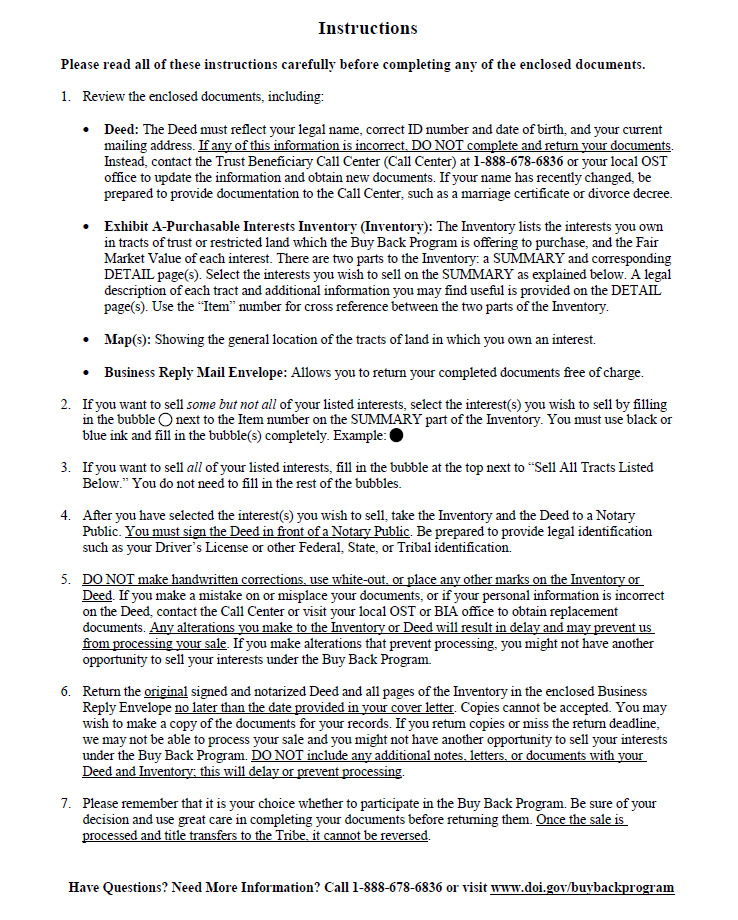 Instructions
Please read all of these instructions carefully before completing any of the enclosed documents.
1. Review the enclosed documents, including:
• Deed: The Deed must reflect your legal name, correct ID number and date of birth, and your current
mailing address. If any of this information is incorrect, DO NOT complete and return your documents.
Instead, contact the Trust Beneficiary Call Center (Call Center) at 1-888-678-6836 or your local OST
office to update the information and obtain new documents. If your name has recently changed, be
prepared to provide documentation to the Call Center, such as a marriage certificate or divorce decree.
• Exhibit A-Purchasable Interests Inventory (Inventory): The Inventory lists the interests you own
in tracts of trust or restricted land which the Buy Back Program is offering to purchase, and the Fair
Market Value of each interest. There are two parts to the Inventory: a SUMMARY and corresponding
DETAIL page(s). Select the interests you wish to sell on the SUMMARY as explained below. A legal
description of each tract and additional information you may find useful is provided on the DETAIL
page(s). Use the “Item” number for cross reference between the two parts of the Inventory.
• Map(s): Showing the general location of the tracts of land in which you own an interest.
• Business Reply Mail Envelope: Allows you to return your completed documents free of charge.
2. If you want to sell some but not all of your listed interests, select the interest(s) you wish to sell by filling
in the bubble ◯ next to the Item number on the SUMMARY part of the Inventory. You must use black or
blue ink and fill in the bubble(s) completely. Example: ⬤
3. If you want to sell all of your listed interests, fill in the bubble at the top next to “Sell All Tracts Listed
Below.” You do not need to fill in the rest of the bubbles.
4. After you have selected the interest(s) you wish to sell, take the Inventory and the Deed to a Notary
Public. You must sign the Deed in front of a Notary Public. Be prepared to provide legal identification
such as your Driver’s License or other Federal, State, or Tribal identification.
5. DO NOT make handwritten corrections, use white-out, or place any other marks on the Inventory or
Deed. If you make a mistake on or misplace your documents, or if your personal information is incorrect
on the Deed, contact the Call Center or visit your local OST or BIA office to obtain replacement
documents. Any alterations you make to the Inventory or Deed will result in delay and may prevent us
from processing your sale. If you make alterations that prevent processing, you might not have another
opportunity to sell your interests under the Buy Back Program.
6. Return the original signed and notarized Deed and all pages of the Inventory in the enclosed Business
Reply Envelope no later than the date provided in your cover letter. Copies cannot be accepted. You may
wish to make a copy of the documents for your records. If you return copies or miss the return deadline,
we may not be able to process your sale and you might not have another opportunity to sell your interests
under the Buy Back Program. DO NOT include any additional notes, letters, or documents with your
Deed and Inventory; this will delay or prevent processing.
7. Please remember that it is your choice whether to participate in the Buy Back Program. Be sure of your
decision and use great care in completing your documents before returning them. Once the sale is
processed and title transfers to the Tribe, it cannot be reversed.
Have Questions? Need More Information? Call 1-888-678-6836 or visit www.doi.gov/buybackprogram